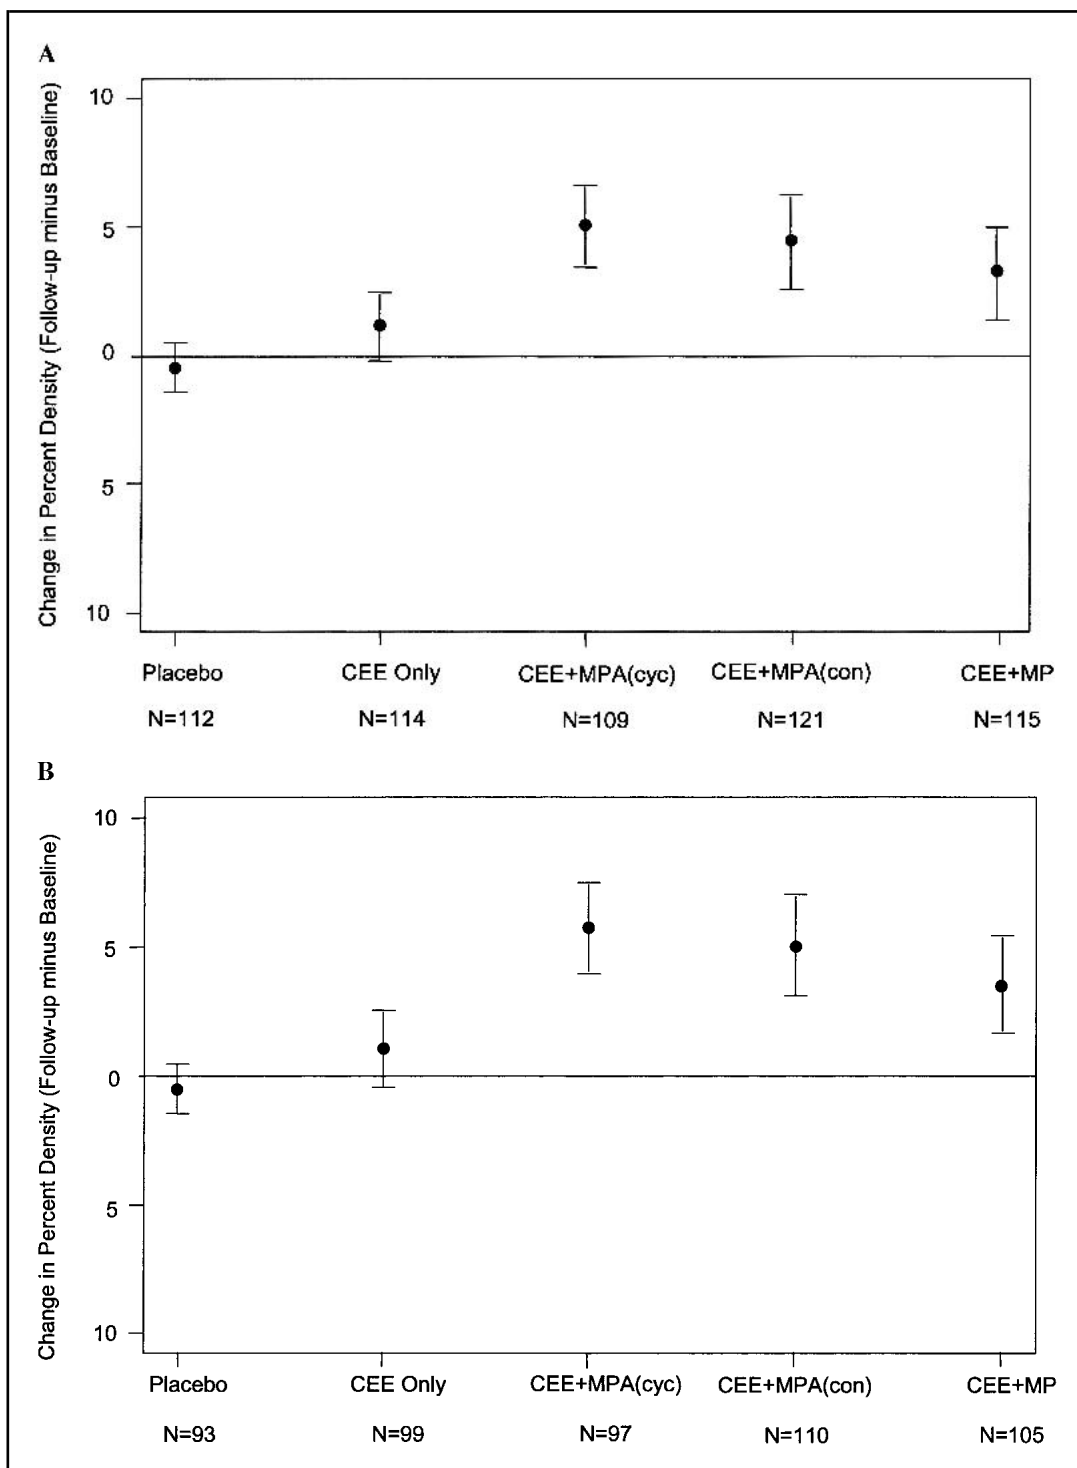 A
Change in Percent Density (Follow-up minus Baseline)
10
5
0
5
10
Placebo CEE Only CEE+MPA(cyc) CEE+MPA(con) CEE+MP
N=112 N=114 N=109 N=121 N=115
B
Change in Percent Density (Follow-up minus Baseline)
10
5
0
5
10
Placebo CEE Only CEE+MPA(cyc) CEE+MPA(con) CEE+MP
N=93 N=99 N=97 N=110 N=105